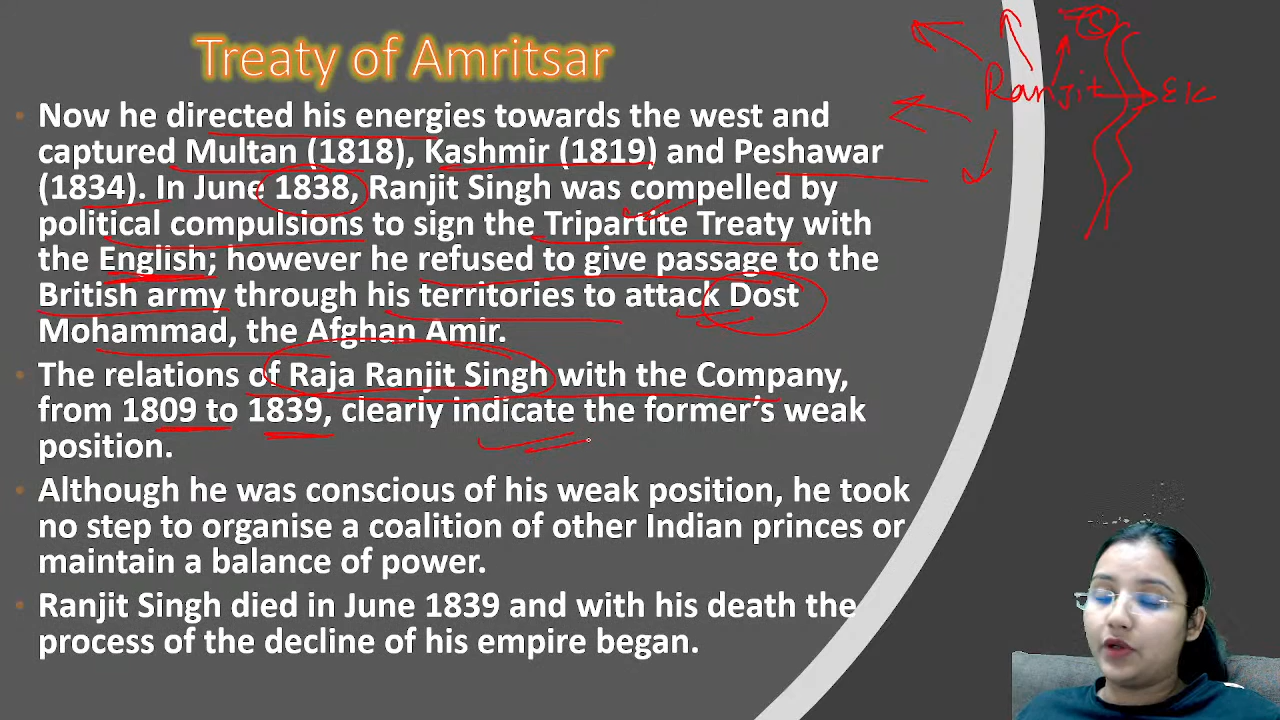 Treaty of Amritsar
Now he directed his energies towards the west and
captured Multan (1818), Kashmir (1819) and Peshawar
(1834). In June 1838, Ranjit Singh was compelled by
political compulsions to sign the Tripartite Treaty with
the English; however he refused to give passage to the
British army through his territories to attack Dost
Mohammad, the Afghan Amir.
The relations of Raja Ranjit Singh with the Company,
from 1809 to 1839, clearly indicate the former's weak
position.
Although he was conscious of his weak position, he took
no step to organise a coalition of other Indian princes or
maintain a balance of power.
Ranjit Singh died in June 1839 and with his death the
process of the decline of his empire began.
Ranjit